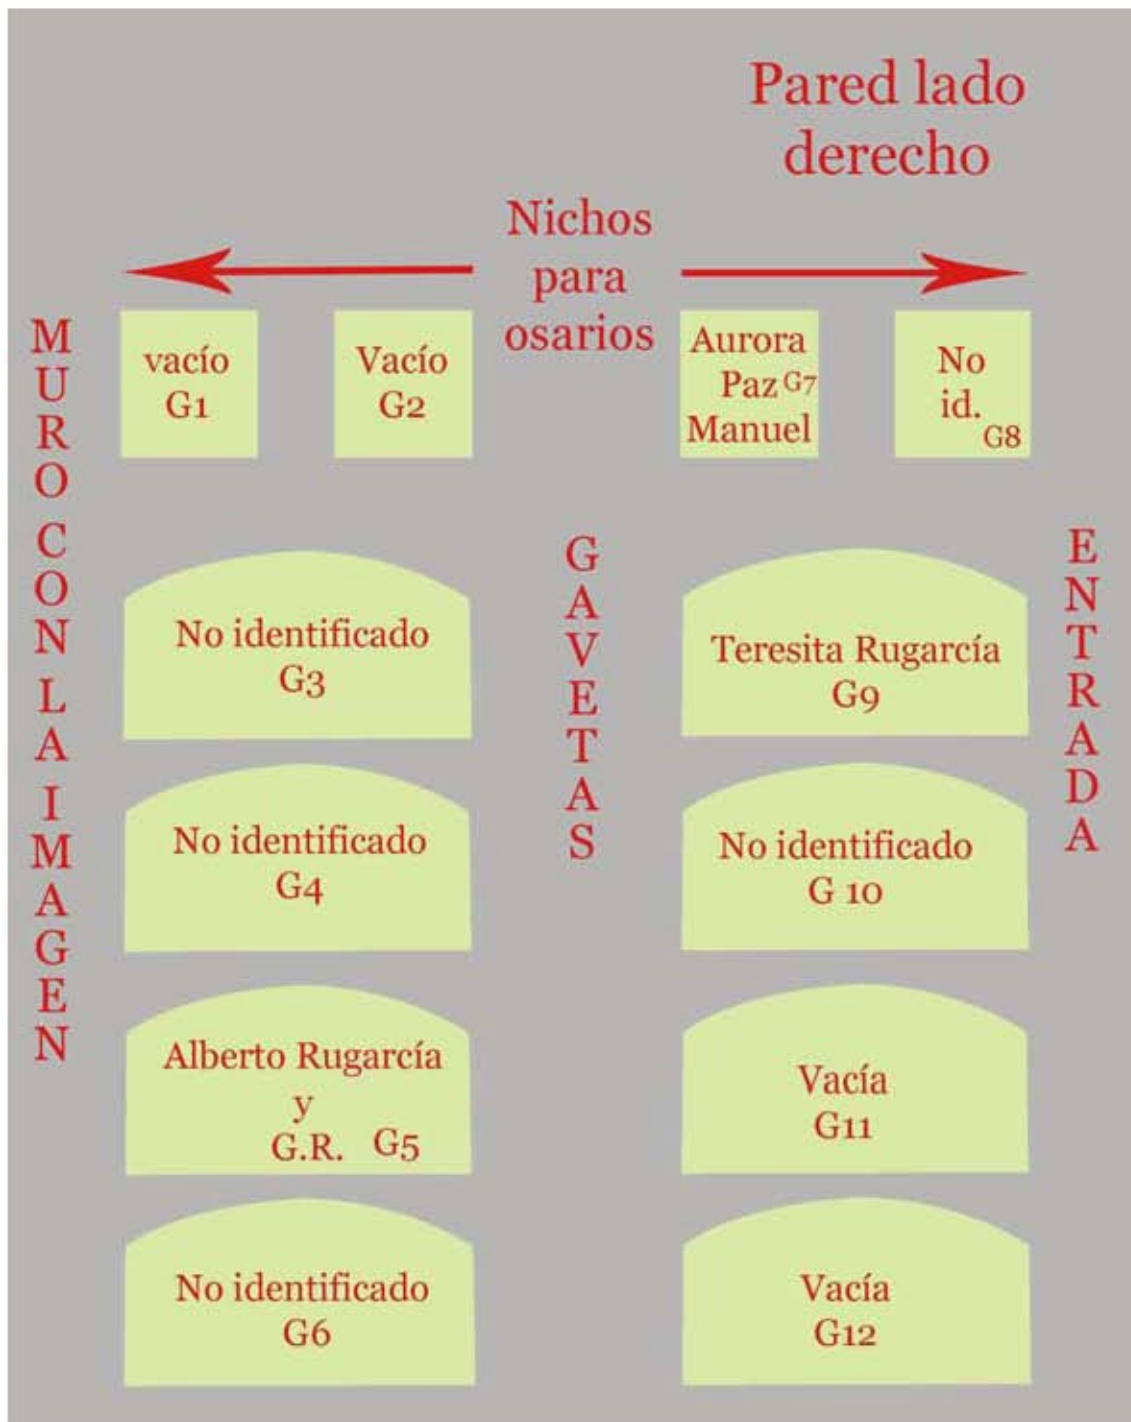 Pared lado
derecho
Nichos
para
osarios
MURO CON LA IMAGEN
vacío
G1
Vacío
G2
Aurora
Paz G7
Manuel
No
id.
G8
GAVETAS
ENTRADA
No identificado
G3
Teresita Rugarcía
G9
No identificado
G4
No identificado
G 10
Alberto Rugarcía
y
G.R. G5
Vacía
G11
No identificado
G6
Vacía
G12